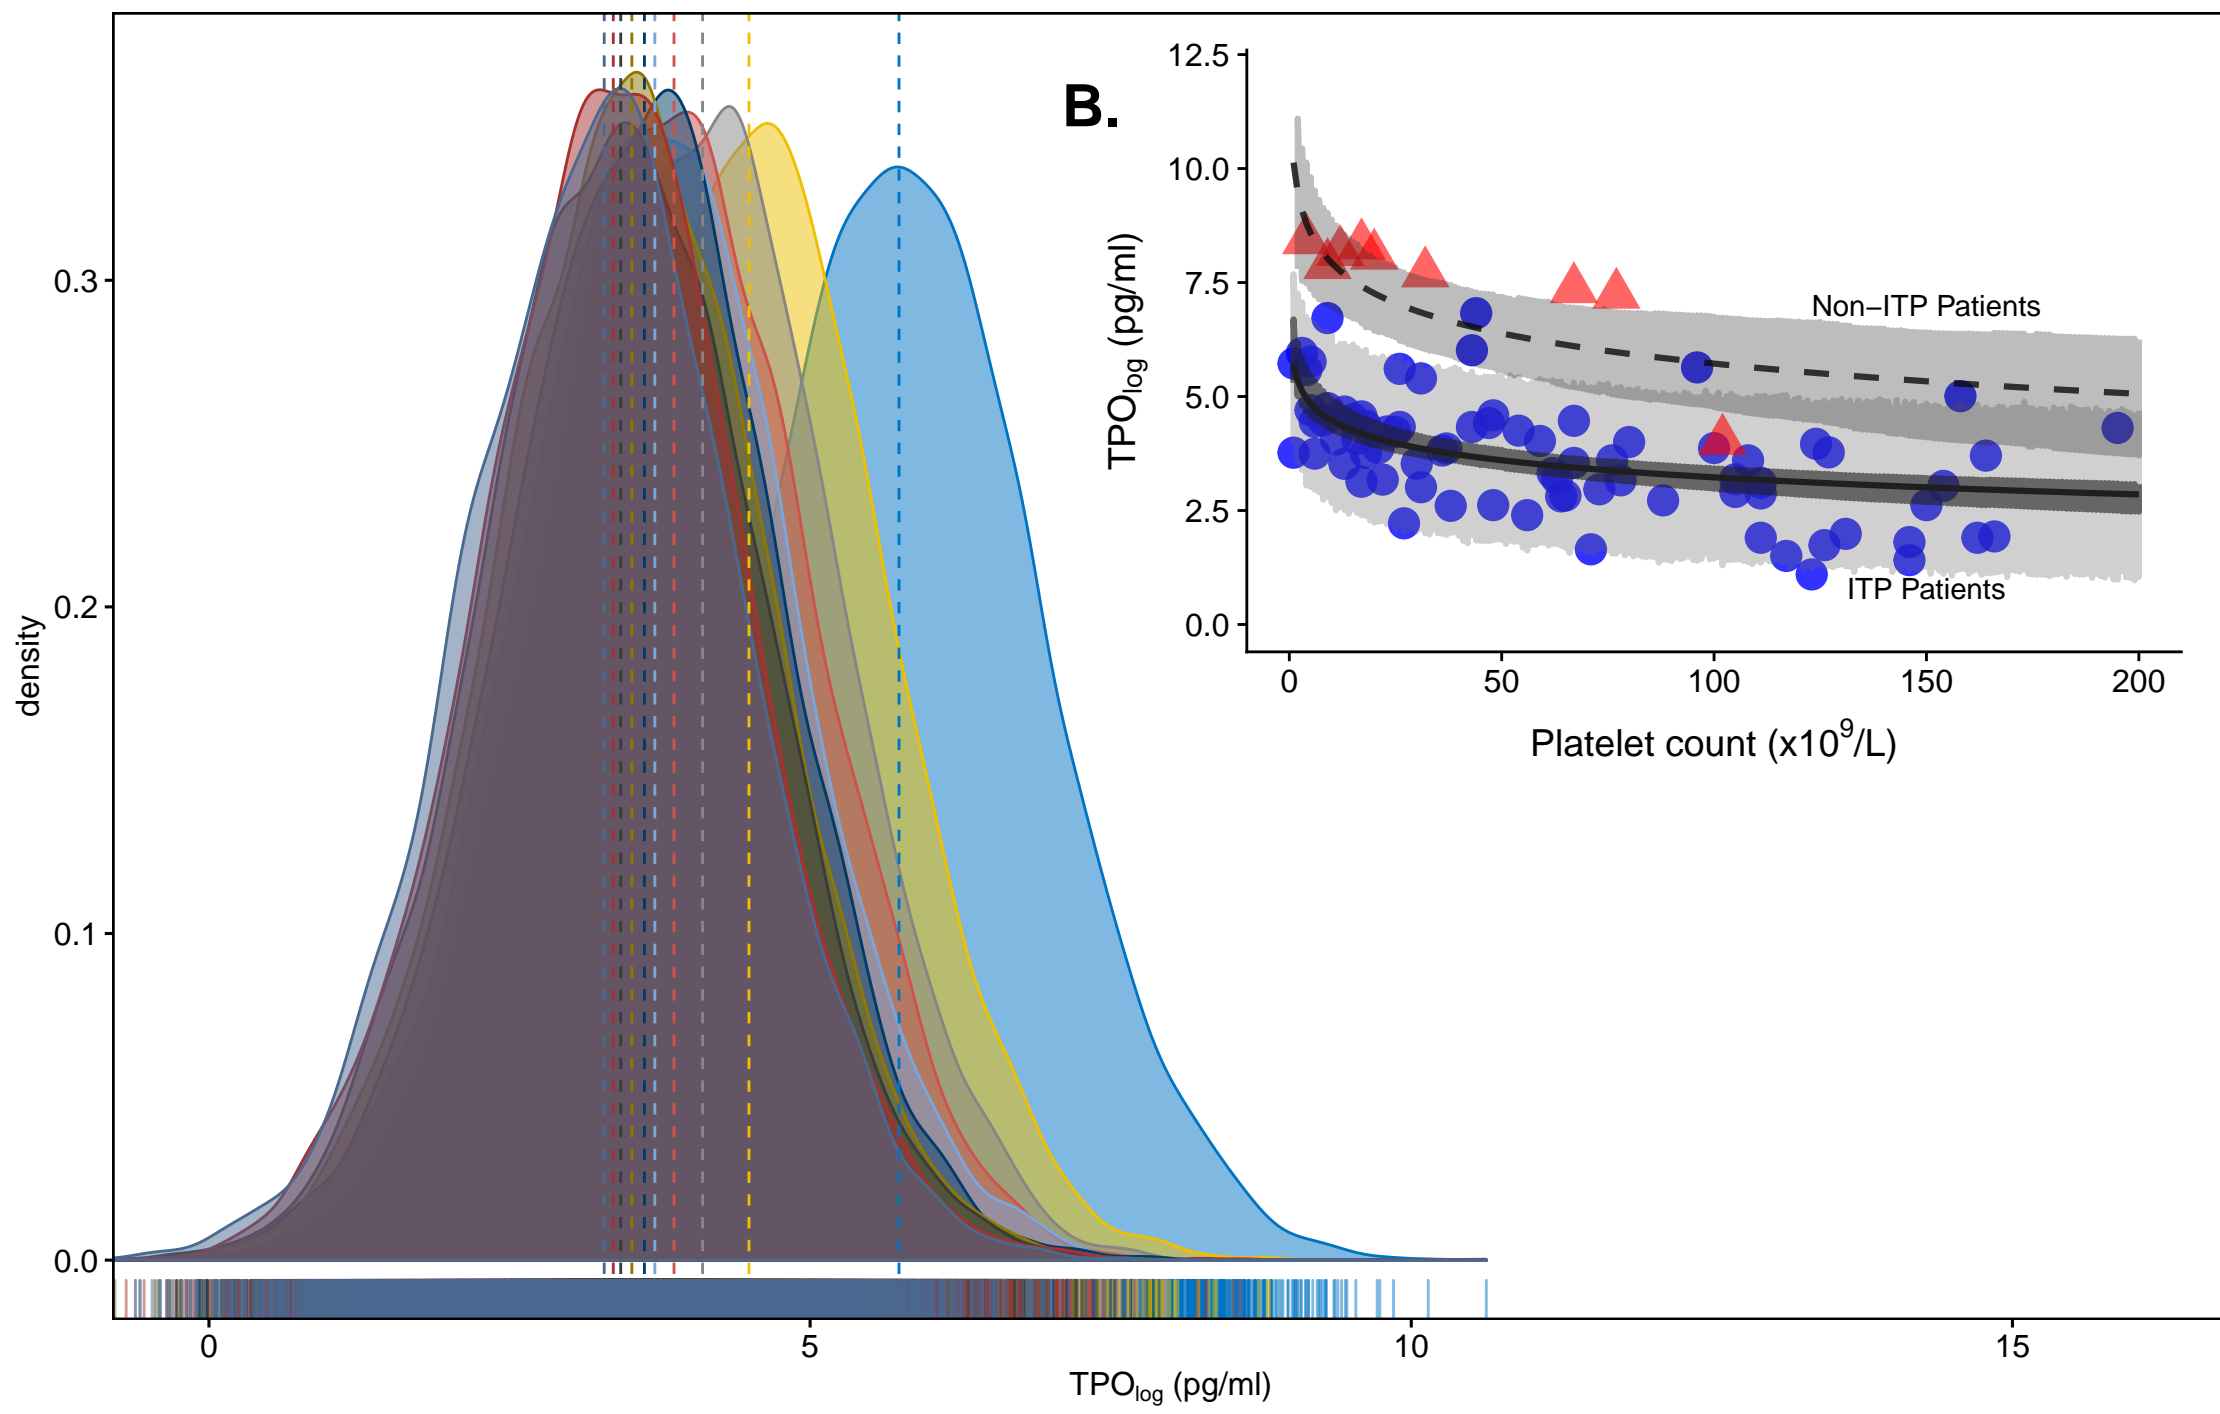 B.
12.5
10.0
7.5
5.0
2.5
0.0
TPOlog (pg/ml)
Non−ITP Patients
ITP Patients
0 50 100 150 200
Platelet count (x10^9/L)
0.3
0.2
0.1
0.0
density
0 5 10 15
TPOlog (pg/ml)